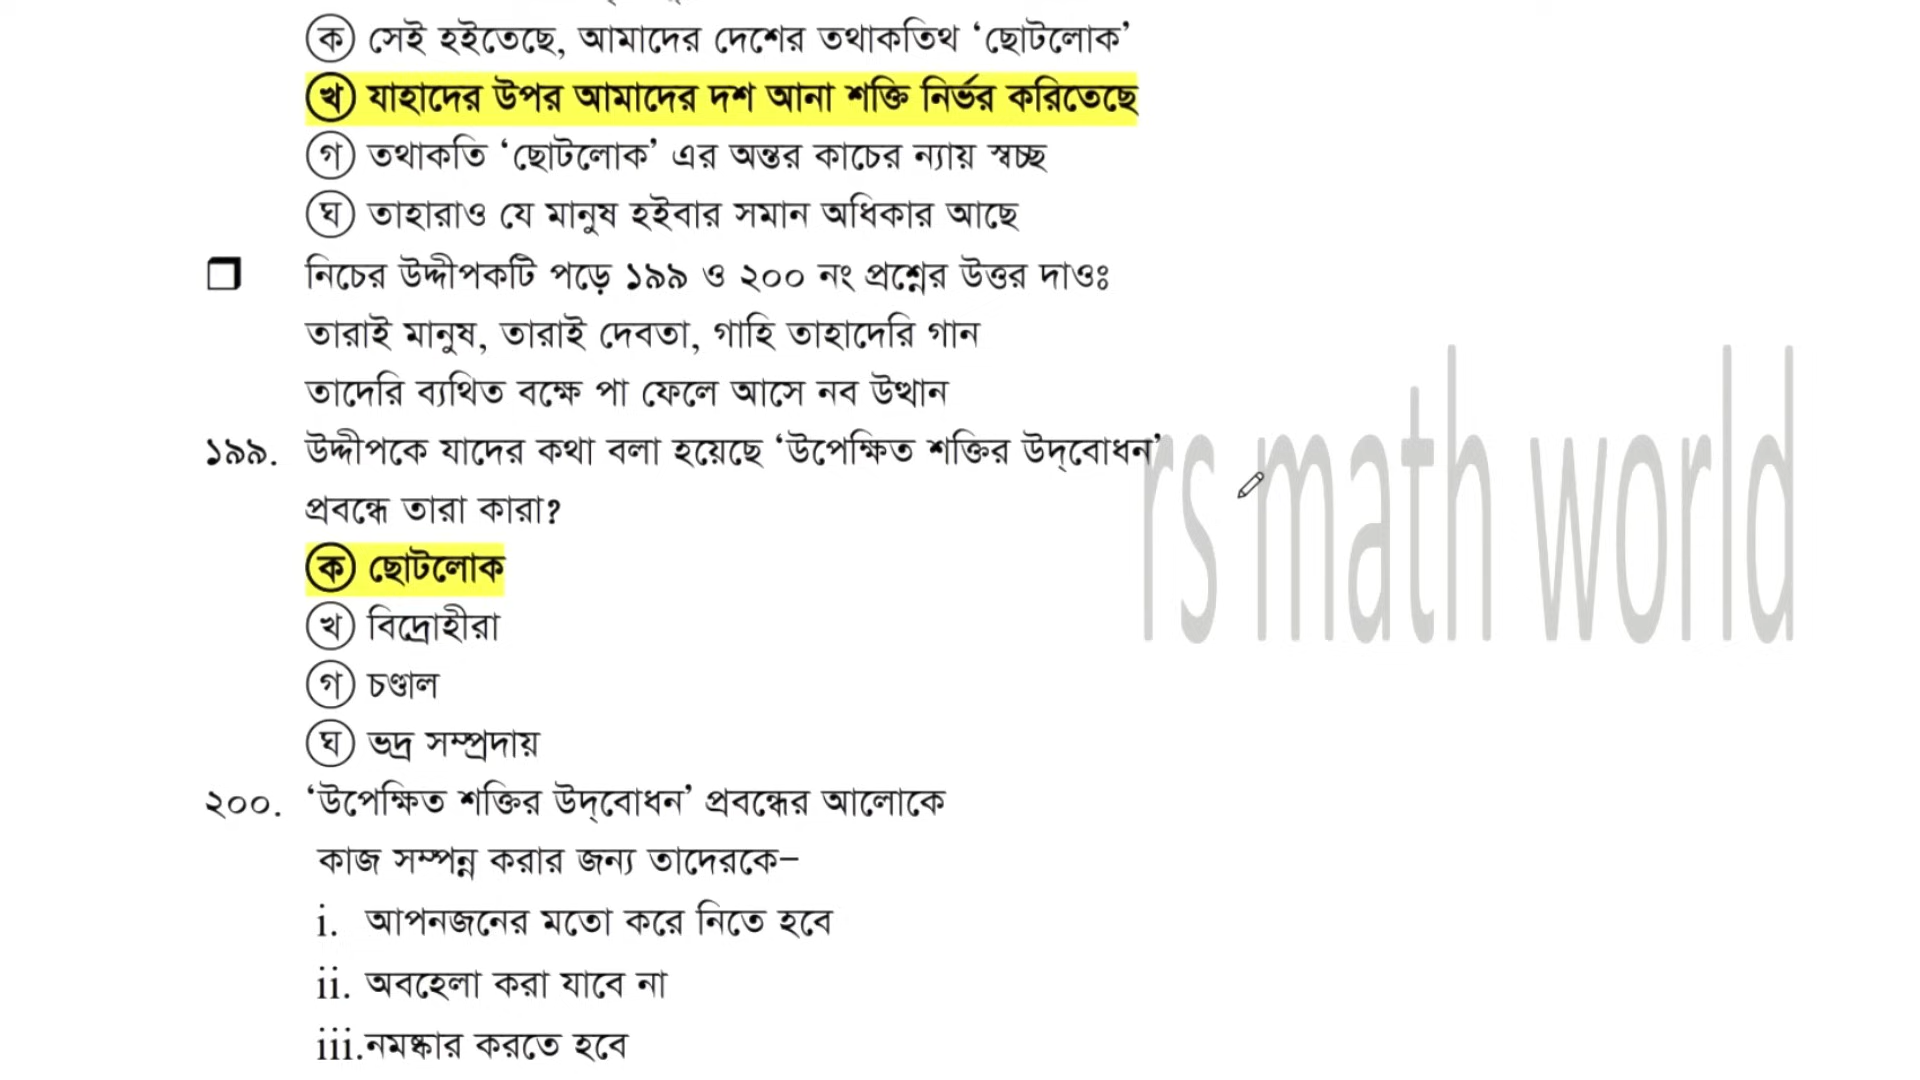 ক সেই হইতেছে, আমাদের দেশের তথাকতিথ ‘ছোটলোক’
খ যাহাদের উপর আমাদের দশ আনা শক্তি নির্ভর করিতেছে
গ তথাকতি ‘ছোটলোক’ এর অন্তর কাচের ন্যায় স্বচ্ছ
ঘ তাহারাও যে মানুষ হইবার সমান অধিকার আছে
নিচের উদ্দীপকটি পড়ে ১৯৯ ও ২০০ নং প্রশ্নের উত্তর দাওঃ
তারাই মানুষ, তারাই দেবতা, গাহি তাহাদেরি গান
তাদেরি ব্যথিত বক্ষে পা ফেলে আসে নব উত্থান
১৯৯. উদ্দীপকে যাদের কথা বলা হয়েছে ‘উপেক্ষিত শক্তির উদ্‌বোধন’
প্রবন্ধে তারা কারা?
rs math world
ক ছোটলোক
খ বিদ্রোহীরা
গ চণ্ডাল
ঘ ভদ্র সম্প্রদায়
২০০. ‘উপেক্ষিত শক্তির উদ্‌বোধন’ প্রবন্ধের আলোকে
কাজ সম্পন্ন করার জন্য তাদেরকে–
i. আপনজনের মতো করে নিতে হবে
ii. অবহেলা করা যাবে না
iii.নমষ্কার করতে হবে